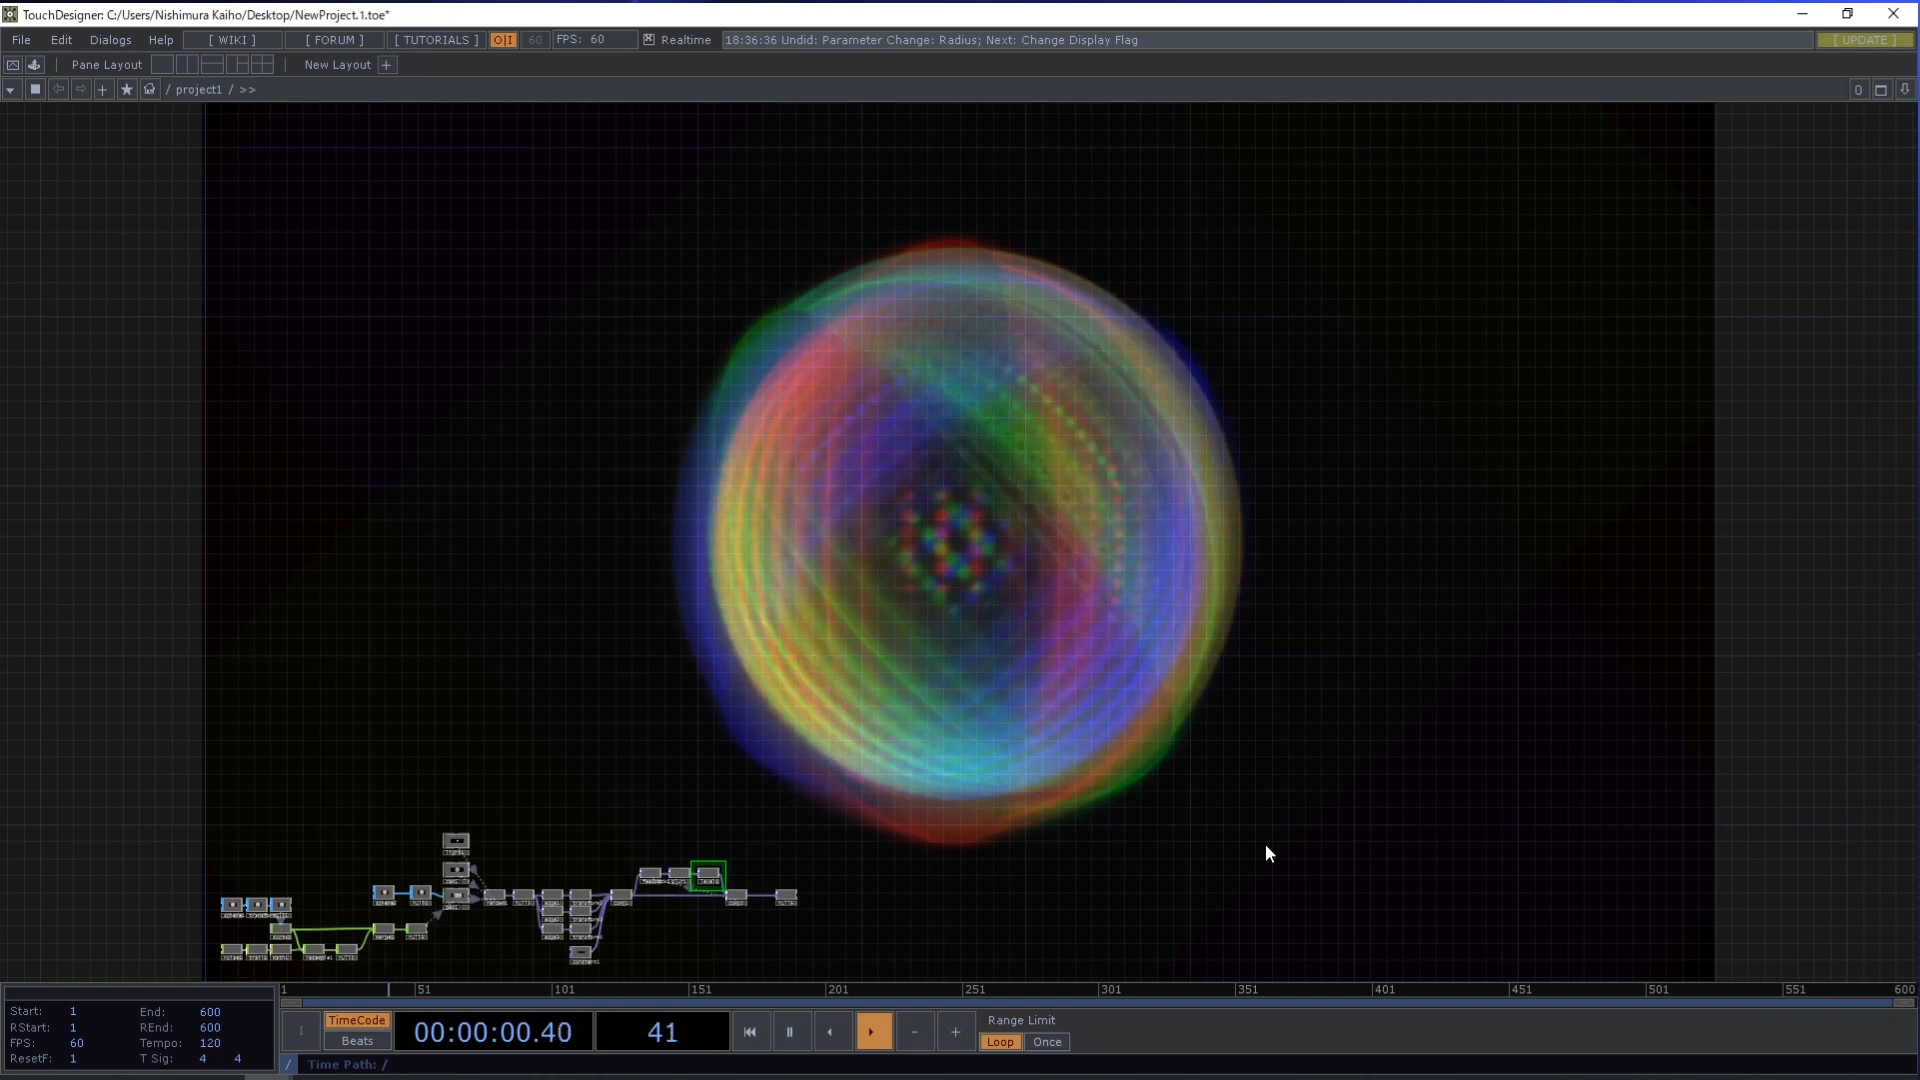 TouchDesigner: C:/Users/Nishimura Kaiho/Desktop/NewProject.1.toe*
File Edit Dialogs Help [ WIKI ] [ FORUM ] [ TUTORIALS ] O|I 60 FPS: 60 Realtime 18:36:36 Undid: Parameter Change: Radius; Next: Change Display Flag [ UPDATE ]
Pane Layout New Layout +
/ project1 / >> 0
1 51 101 151 201 251 301 351 401 451 501 551 600
Start: 1 End: 600
RStart: 1 REnd: 600
FPS: 60 Tempo: 120
ResetF: 1 T Sig: 4 4
TimeCode
Beats
00:00:00.40 41
Range Limit
Loop Once
/ Time Path: /